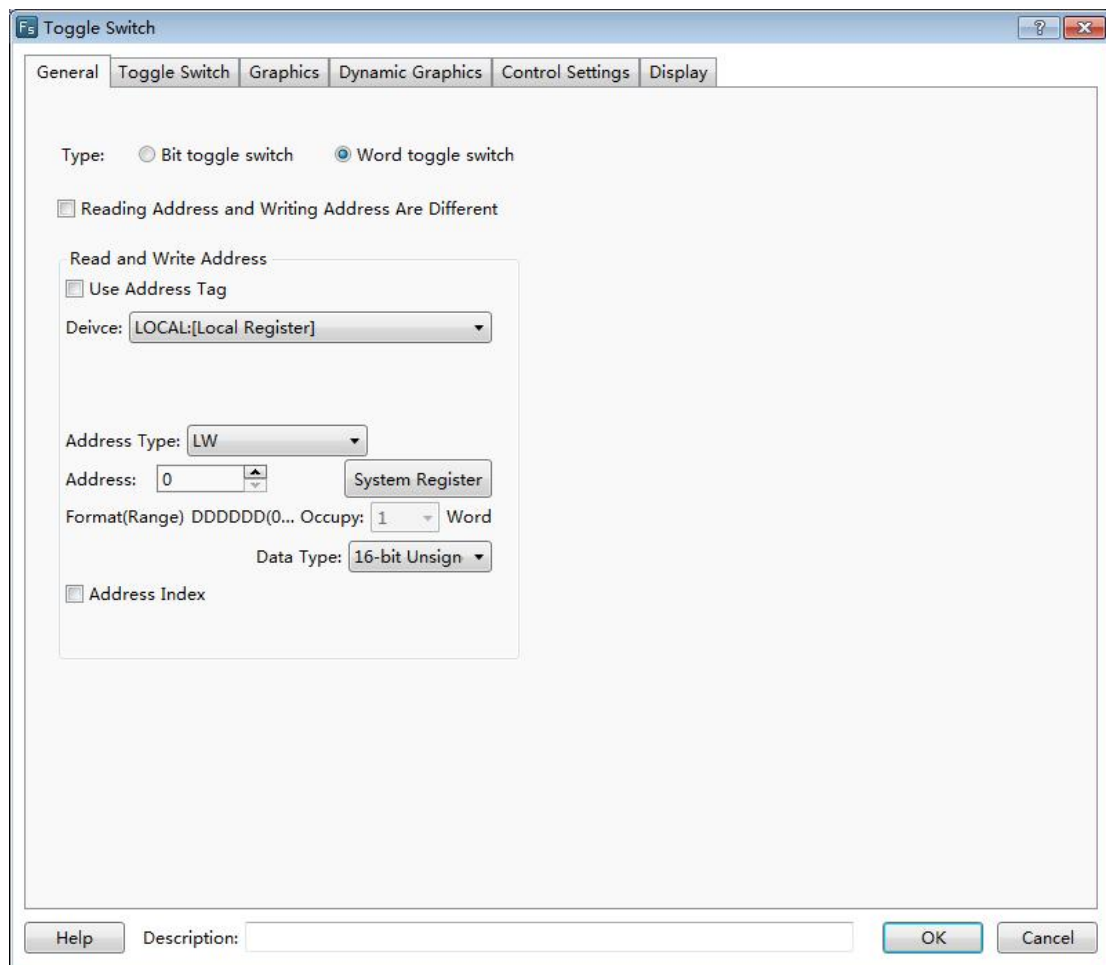 Fs Toggle Switch
General Toggle Switch Graphics Dynamic Graphics Control Settings Display
Type: Bit toggle switch Word toggle switch
Reading Address and Writing Address Are Different
Read and Write Address
Use Address Tag
Deivce: LOCAL:[Local Register]
Address Type: LW
Address: 0 System Register
Format(Range) DDDDDD(0... Occupy: 1 Word
Data Type: 16-bit Unsign
Address Index
Help Description: OK Cancel